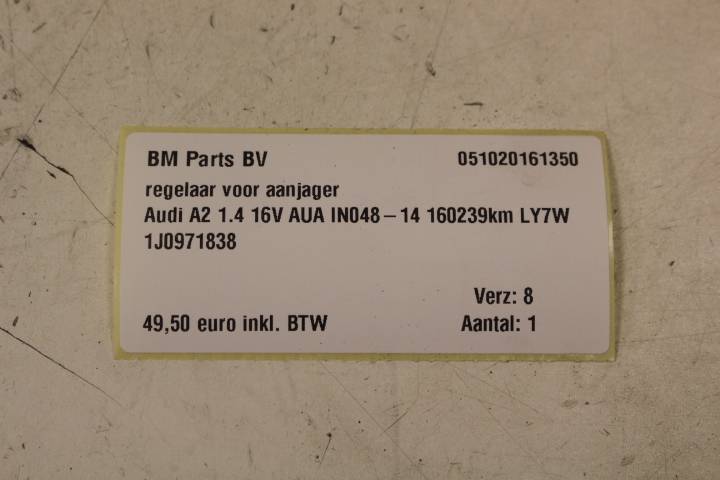 BM Parts BV 051020161350
regelaar voor aanjager
Audi A2 1.4 16V AUA IN048-14 160239km LY7W
1J0971838
Verz: 8
49,50 euro inkl. BTW Aantal: 1